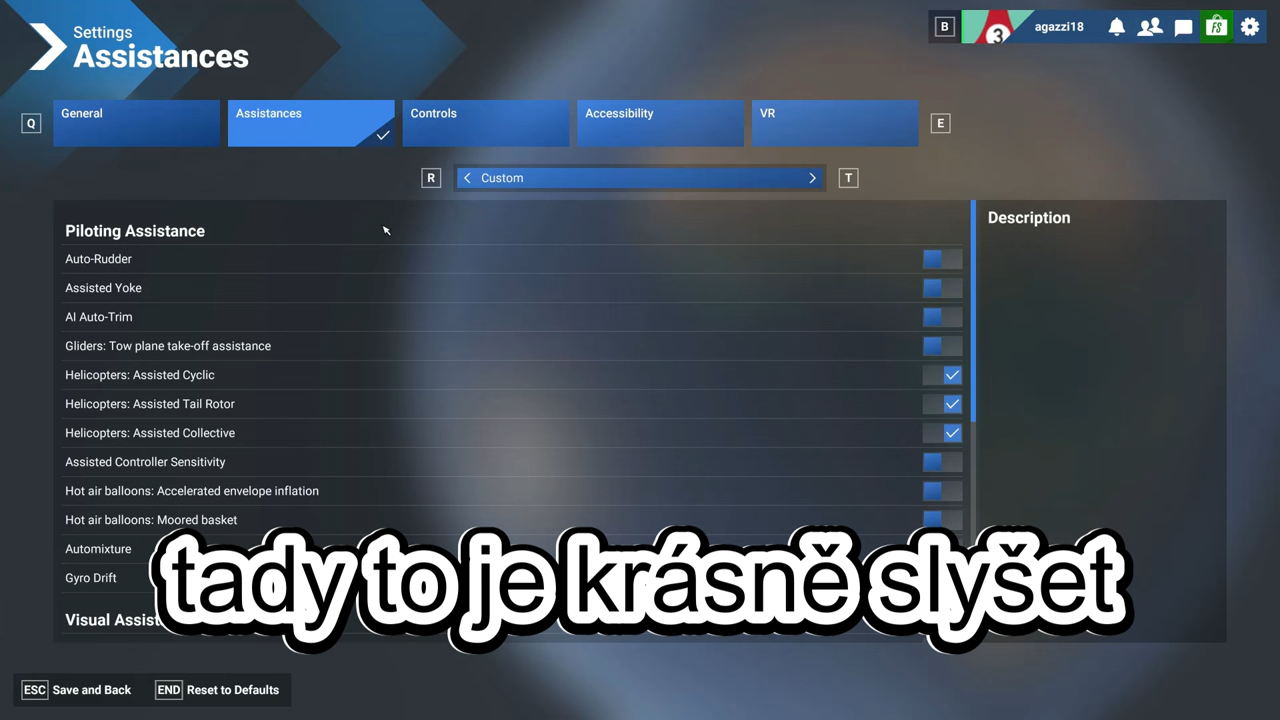 Settings
Assistances
B
3
agazzi18
FS
Q
General
Assistances
Controls
Accessibility
VR
E
R
Custom
T
Piloting Assistance
Description
Auto-Rudder
Assisted Yoke
AI Auto-Trim
Gliders: Tow plane take-off assistance
Helicopters: Assisted Cyclic
Helicopters: Assisted Tail Rotor
Helicopters: Assisted Collective
Assisted Controller Sensitivity
Hot air balloons: Accelerated envelope inflation
Hot air balloons: Moored basket
Automixture
Gyro Drift
tady to je krásně slyšet
Visual Assist
ESC Save and Back
END Reset to Defaults